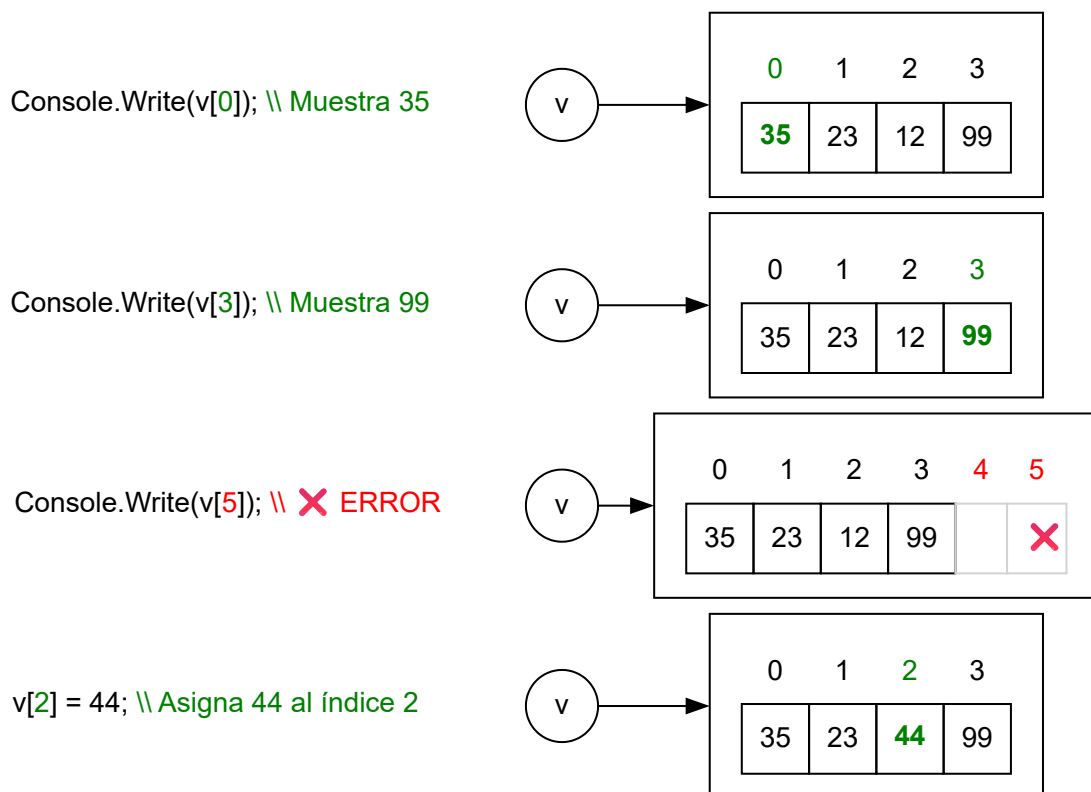 0 1 2 3
Console.Write(v[0]); \\ Muestra 35
v
35 23 12 99
0 1 2 3
Console.Write(v[3]); \\ Muestra 99
v
35 23 12 99
0 1 2 3 4 5
Console.Write(v[5]); \\ ❌ ERROR
v
35 23 12 99 ❌
0 1 2 3
v[2] = 44; \\ Asigna 44 al índice 2
v
35 23 44 99